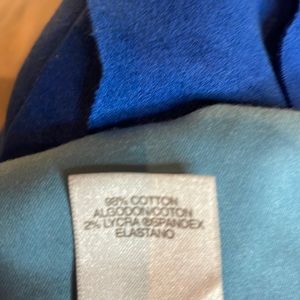 98% COTTON
ALGODON/COTON
2% LYCRA ®SPANDEX
ELASTANO